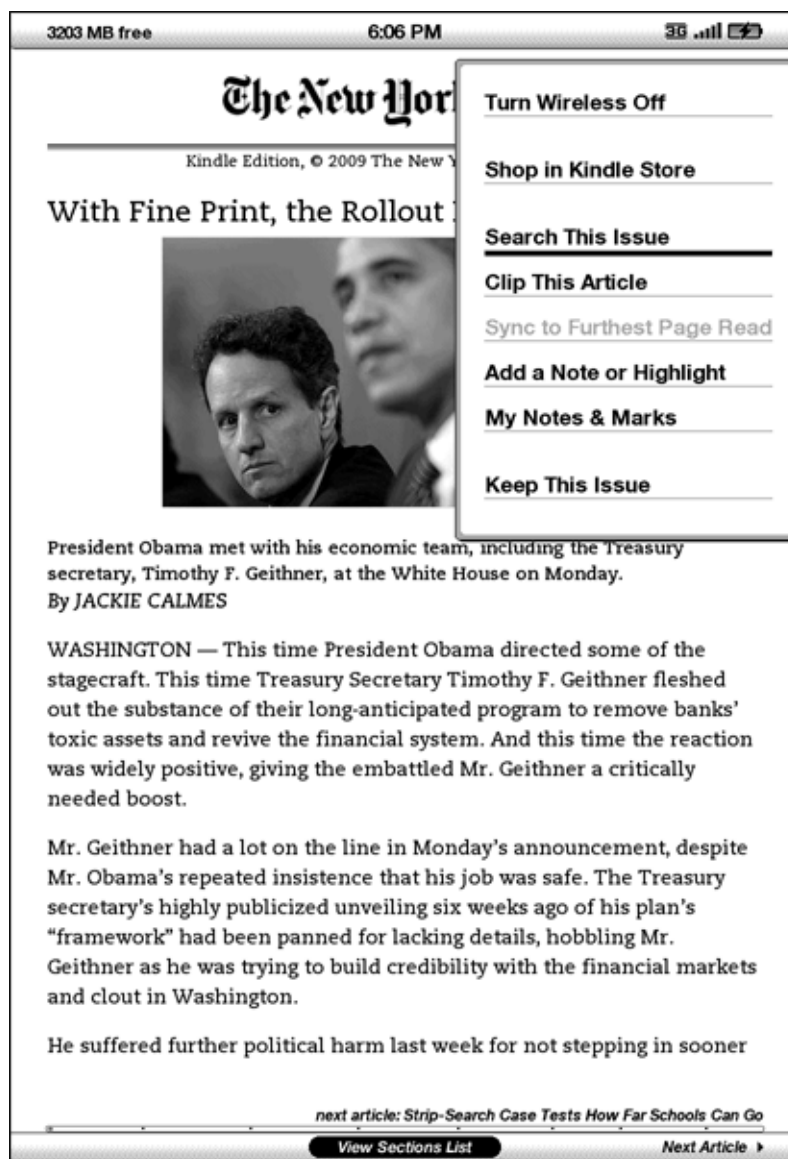 3203 MB free 6:06 PM 3G
The New Yor
Kindle Edition, © 2009 The New Y
With Fine Print, the Rollout
Turn Wireless Off
Shop in Kindle Store
Search This Issue
Clip This Article
Sync to Furthest Page Read
Add a Note or Highlight
My Notes & Marks
Keep This Issue
President Obama met with his economic team, including the Treasury
secretary, Timothy F. Geithner, at the White House on Monday.
By JACKIE CALMES
WASHINGTON — This time President Obama directed some of the
stagecraft. This time Treasury Secretary Timothy F. Geithner fleshed
out the substance of their long-anticipated program to remove banks’
toxic assets and revive the financial system. And this time the reaction
was widely positive, giving the embattled Mr. Geithner a critically
needed boost.
Mr. Geithner had a lot on the line in Monday’s announcement, despite
Mr. Obama’s repeated insistence that his job was safe. The Treasury
secretary’s highly publicized unveiling six weeks ago of his plan’s
“framework” had been panned for lacking details, hobbling Mr.
Geithner as he was trying to build credibility with the financial markets
and clout in Washington.
He suffered further political harm last week for not stepping in sooner
next article: Strip-Search Case Tests How Far Schools Can Go
View Sections List Next Article